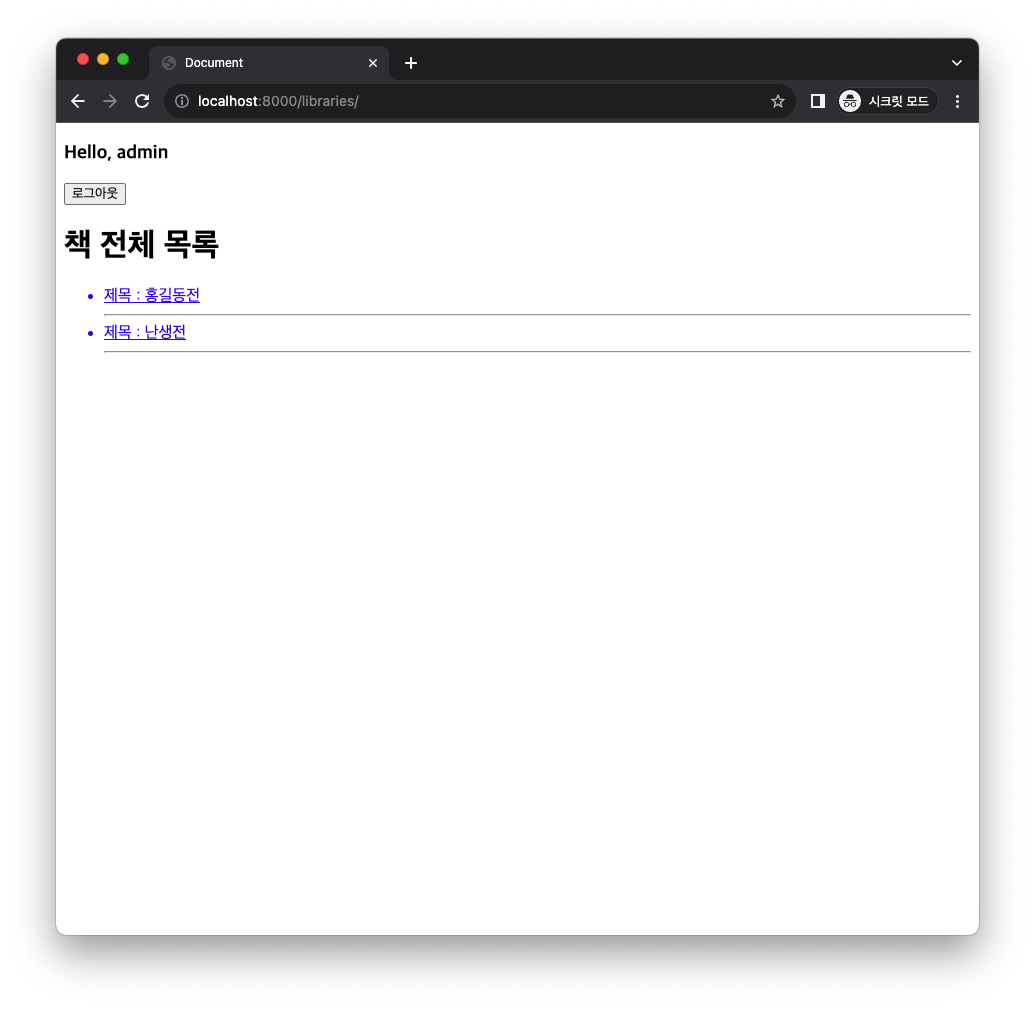 Document
localhost:8000/libraries/
시크릿 모드
Hello, admin
로그아웃
책 전체 목록
제목 : 홍길동전
제목 : 난생전